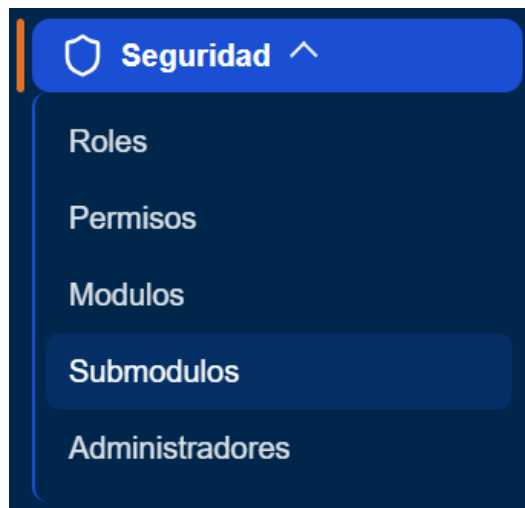 Seguridad
Roles
Permisos
Modulos
Submodulos
Administradores